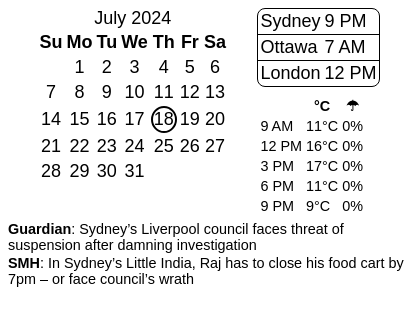 July 2024
Su Mo Tu We Th Fr Sa
1 2 3 4 5 6
7 8 9 10 11 12 13
14 15 16 17 18 19 20
21 22 23 24 25 26 27
28 29 30 31
Sydney 9 PM
Ottawa 7 AM
London 12 PM
°C ☂
9 AM 11°C 0%
12 PM 16°C 0%
3 PM 17°C 0%
6 PM 11°C 0%
9 PM 9°C 0%
Guardian: Sydney’s Liverpool council faces threat of
suspension after damning investigation
SMH: In Sydney’s Little India, Raj has to close his food cart by
7pm – or face council’s wrath